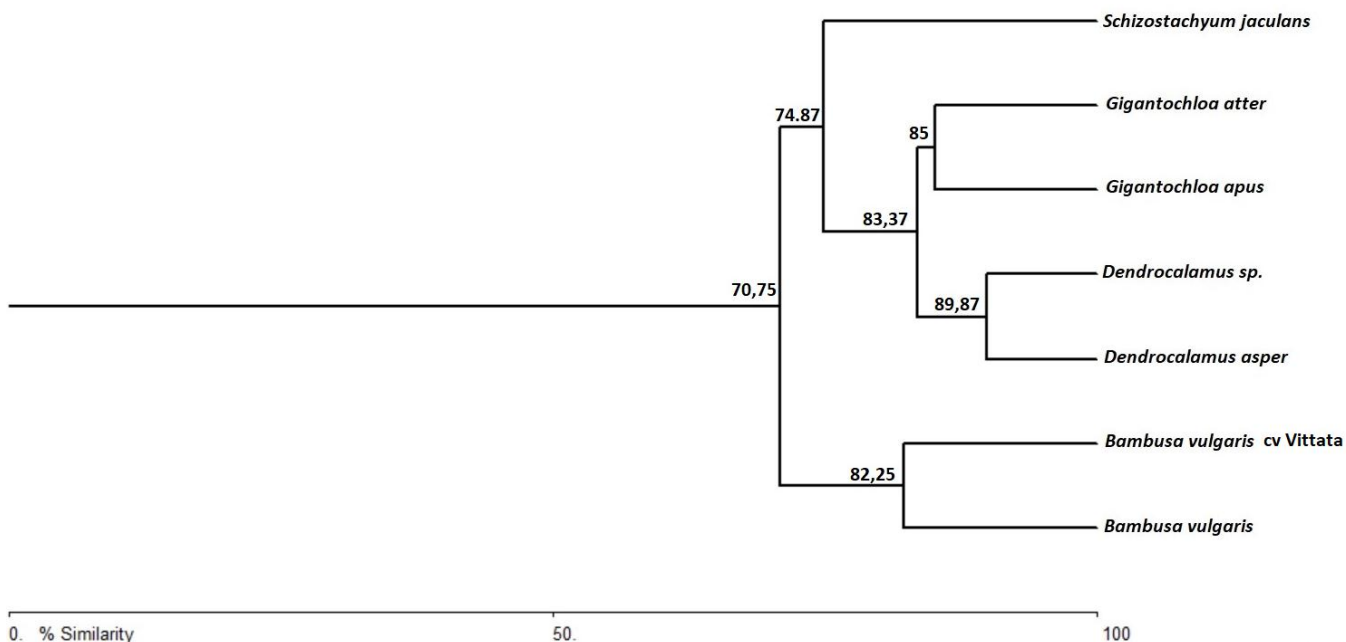 Schizostachyum jaculans
Gigantochloa atter
74.87
85
Gigantochloa apus
83,37
Dendrocalamus sp.
70,75
89,87
Dendrocalamus asper
Bambusa vulgaris cv Vittata
82,25
Bambusa vulgaris
0. % Similarity 50. 100